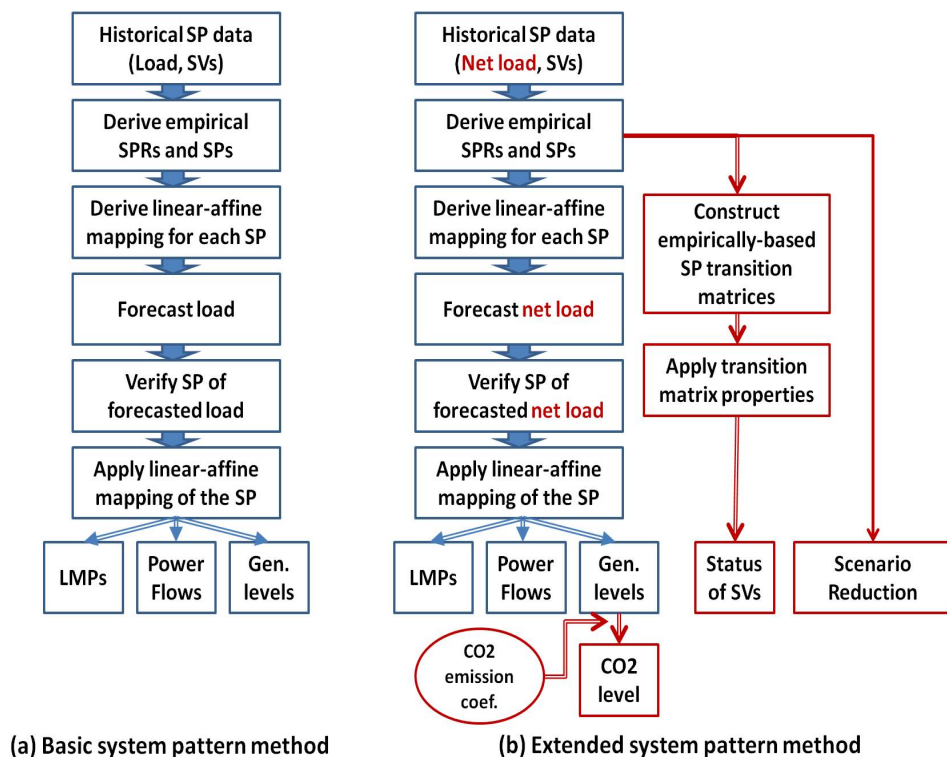 Historical SP data
(Load, SVs)
Derive empirical
SPRs and SPs
Derive linear-affine
mapping for each SP
Forecast load
Verify SP of
forecasted load
Apply linear-affine
mapping of the SP
LMPs
Power
Flows
Gen.
levels
(a) Basic system pattern method
Historical SP data
(Net load, SVs)
Derive empirical
SPRs and SPs
Derive linear-affine
mapping for each SP
Forecast net load
Verify SP of
forecasted net load
Apply linear-affine
mapping of the SP
LMPs
Power
Flows
Gen.
levels
CO2
emission
coef.
CO2
level
Construct
empirically-based
SP transition
matrices
Apply transition
matrix properties
Status
of SVs
Scenario
Reduction
(b) Extended system pattern method